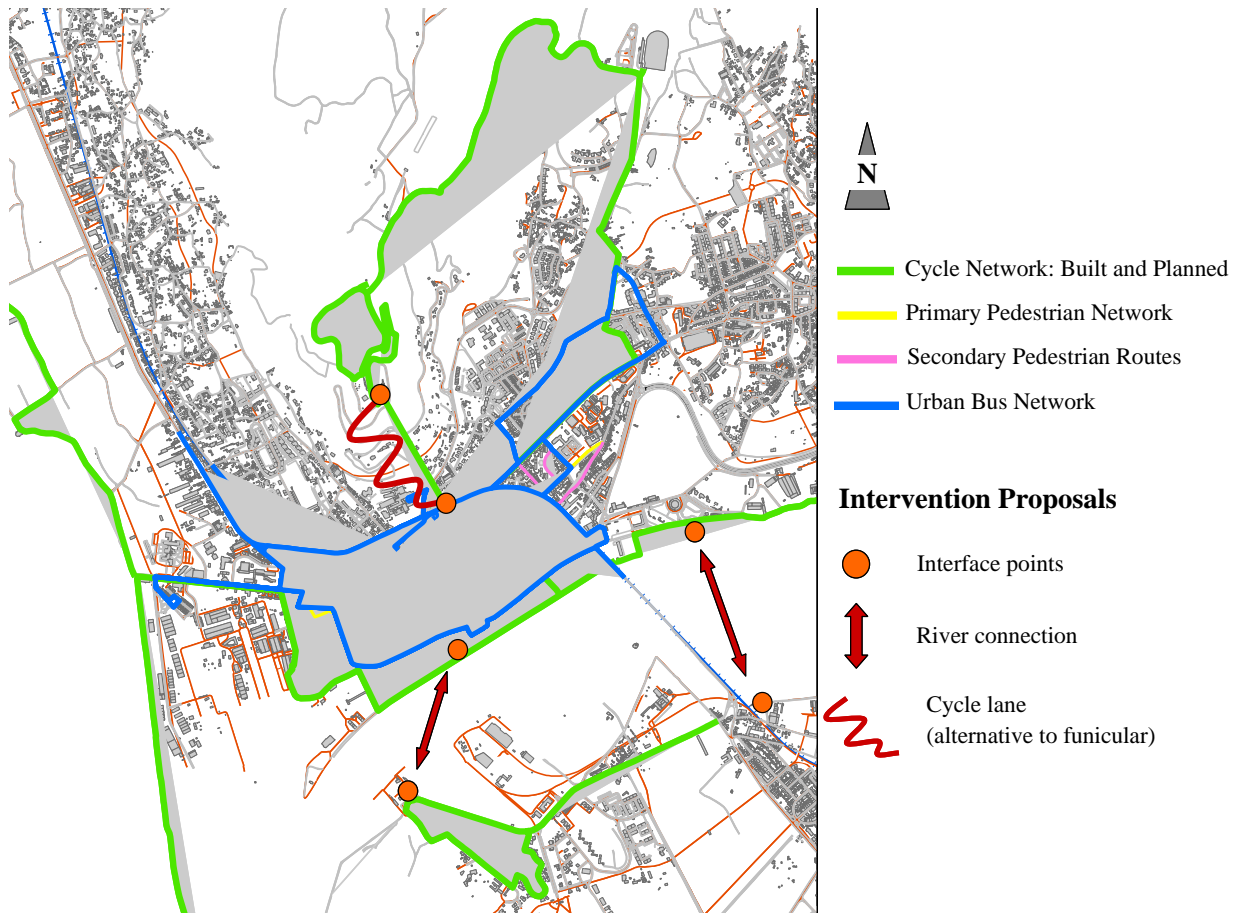 N
Cycle Network: Built and Planned
Primary Pedestrian Network
Secondary Pedestrian Routes
Urban Bus Network
Intervention Proposals
Interface points
River connection
Cycle lane
(alternative to funicular)